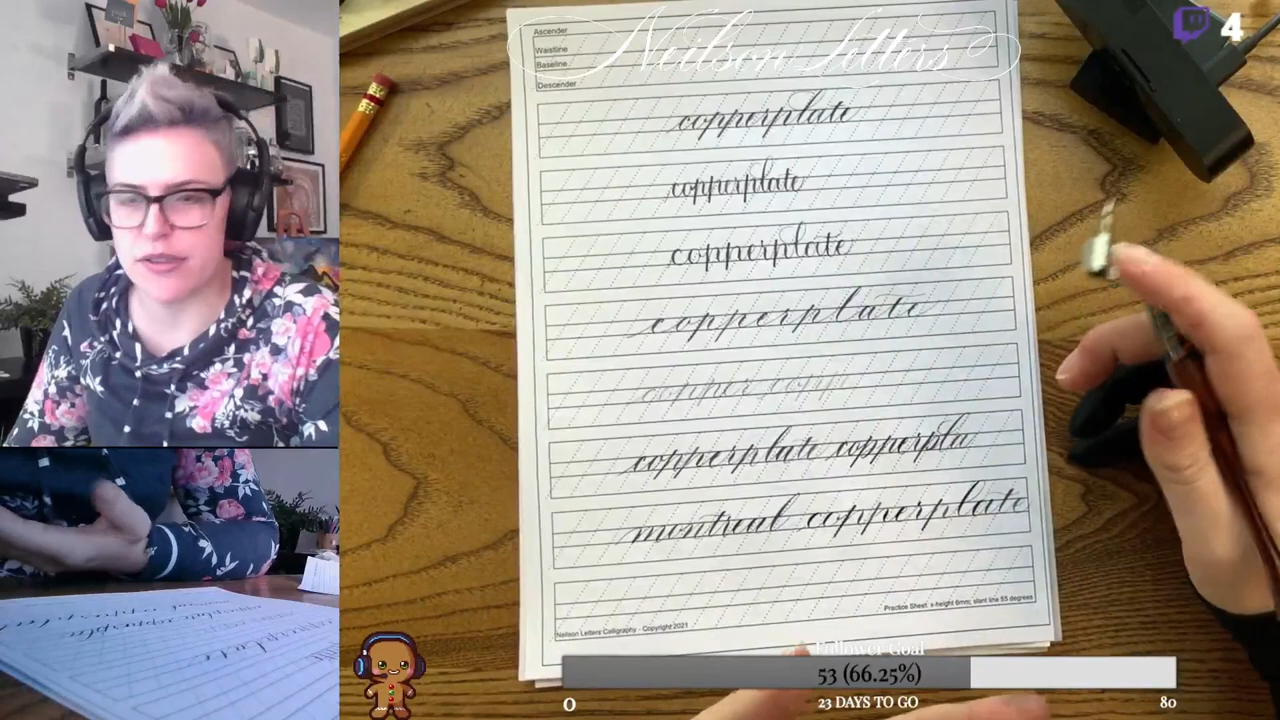 4
Neilson Letters
Ascender
Waistline
Baseline
Descender
copperplate
copperplate
copperplate
copperplate
copper copp
copperplate copperpla
montreal copperplate
Practice Sheet: x-height 6mm; slant line 55 degrees
Neilson Letters Calligraphy - Copyright 2021
Follower Goal
53 (66.25%)
0
23 DAYS TO GO
80